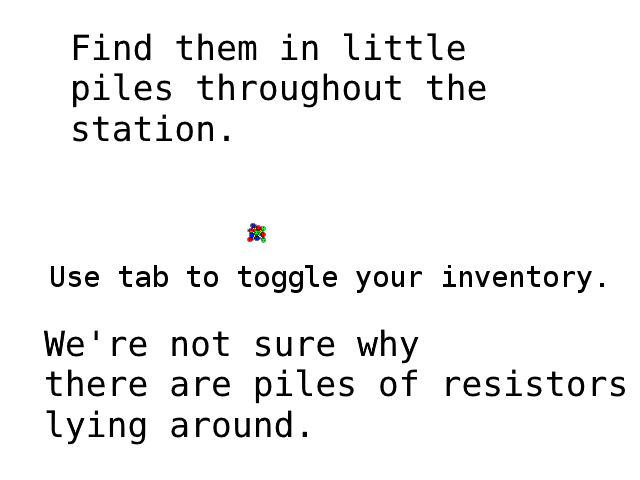 Find them in little
piles throughout the
station.
Use tab to toggle your inventory.
We're not sure why
there are piles of resistors
lying around.